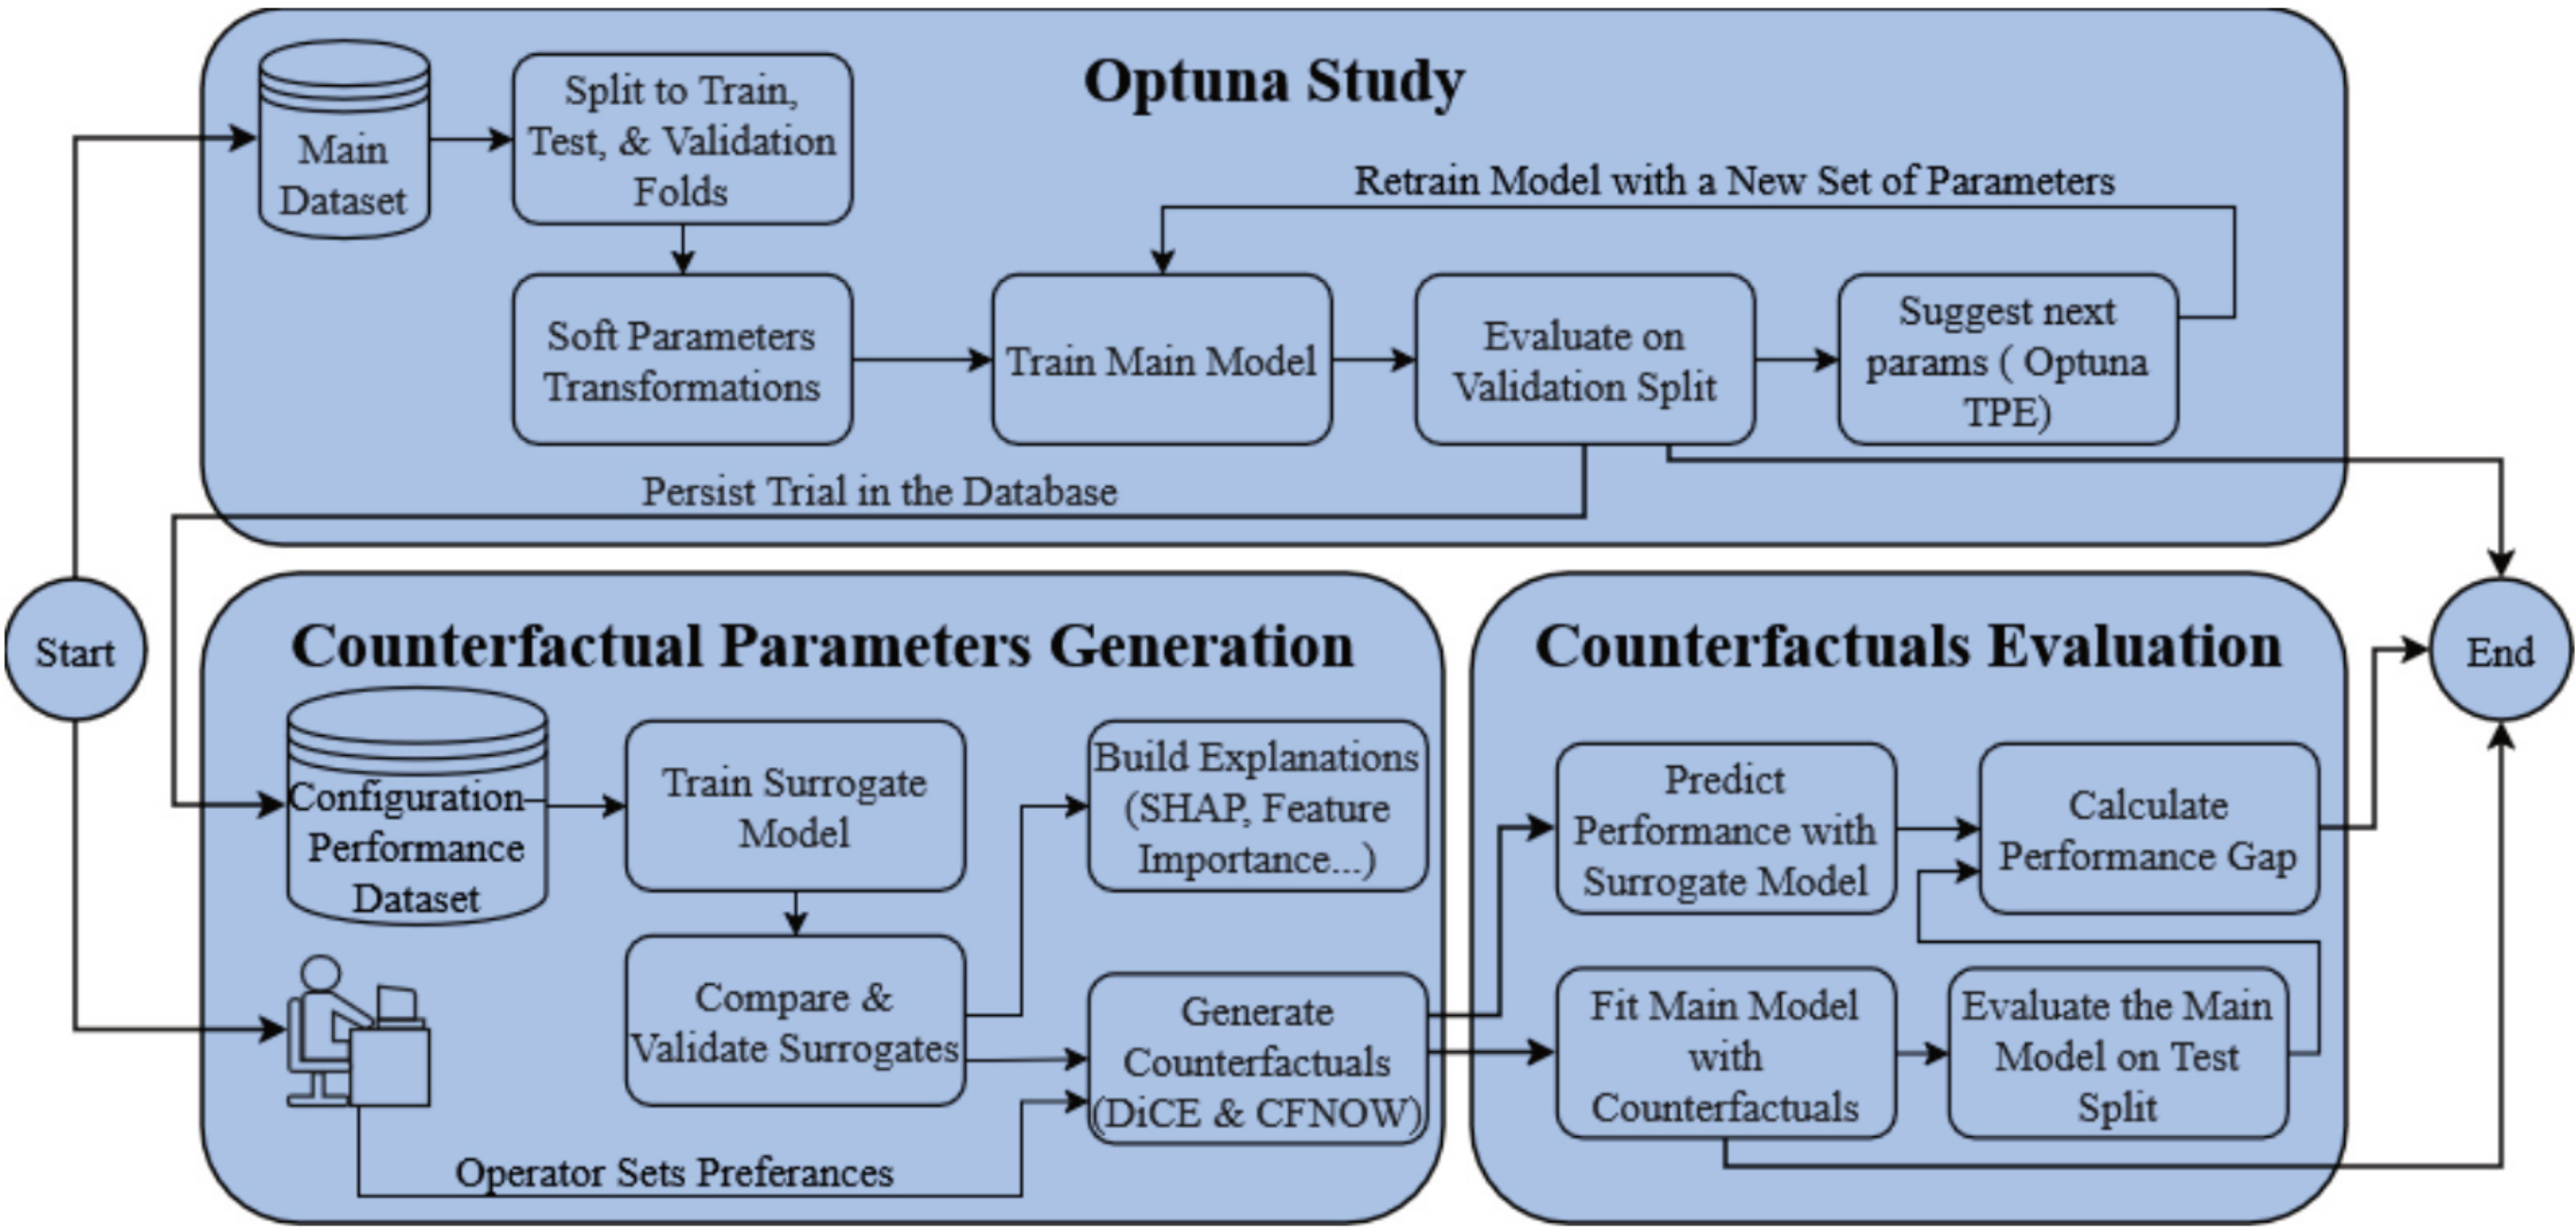 Optuna Study
Main
Dataset
Split to Train,
Test, & Validation
Folds
Retrain Model with a New Set of Parameters
Soft Parameters
Transformations
Train Main Model
Evaluate on
Validation Split
Suggest next
params ( Optuna
TPE)
Persist Trial in the Database
Start
Counterfactual Parameters Generation
Configuration–
Performance
Dataset
Train Surrogate
Model
Build Explanations
(SHAP, Feature
Importance...)
Compare &
Validate Surrogates
Generate
Counterfactuals
(DiCE & CFNOW)
Operator Sets Preferances
Counterfactuals Evaluation
Predict
Performance with
Surrogate Model
Calculate
Performance Gap
Fit Main Model
with
Counterfactuals
Evaluate the Main
Model on Test
Split
End